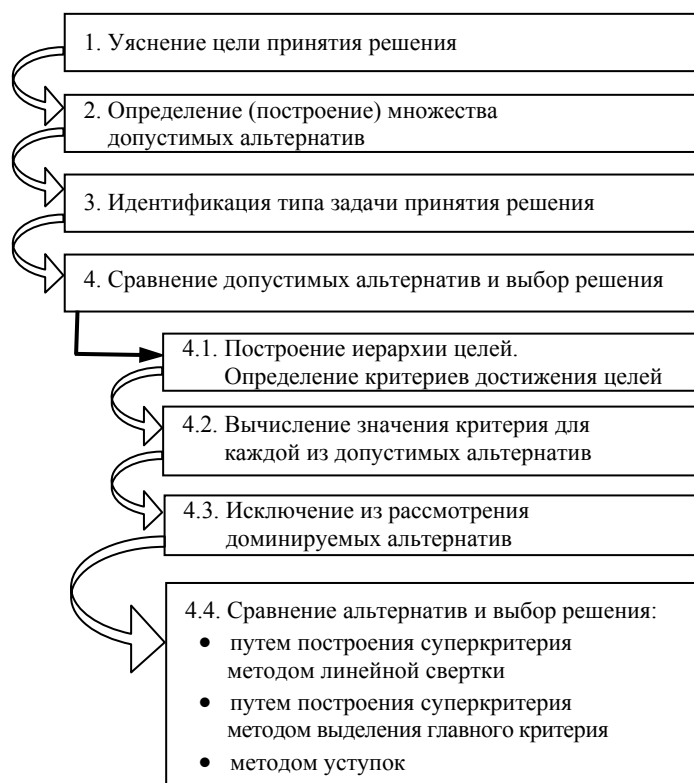 1. Уяснение цели принятия решения
2. Определение (построение) множества
допустимых альтернатив
3. Идентификация типа задачи принятия решения
4. Сравнение допустимых альтернатив и выбор решения
4.1. Построение иерархии целей.
Определение критериев достижения целей
4.2. Вычисление значения критерия для
каждой из допустимых альтернатив
4.3. Исключение из рассмотрения
доминируемых альтернатив
4.4. Сравнение альтернатив и выбор решения:
• путем построения суперкритерия
методом линейной свертки
• путем построения суперкритерия
методом выделения главного критерия
• методом уступок